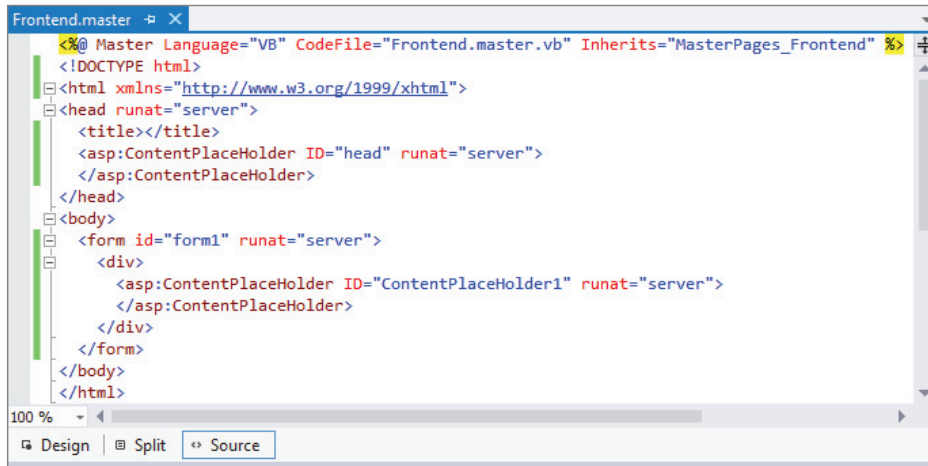 Frontend.master
<%@ Master Language="VB" CodeFile="Frontend.master.vb" Inherits="MasterPages_Frontend" %>
<!DOCTYPE html>
<html xmlns="http://www.w3.org/1999/xhtml">
<head runat="server">
<title></title>
<asp:ContentPlaceHolder ID="head" runat="server">
</asp:ContentPlaceHolder>
</head>
<body>
<form id="form1" runat="server">
<div>
<asp:ContentPlaceHolder ID="ContentPlaceHolder1" runat="server">
</asp:ContentPlaceHolder>
</div>
</form>
</body>
</html>
100 %
Design Split Source